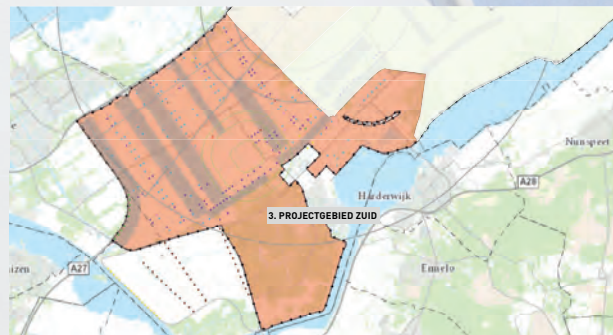 Nunspeet
A28
Harderwijk
3. PROJECTGEBIED ZUID
Ermelo
A27